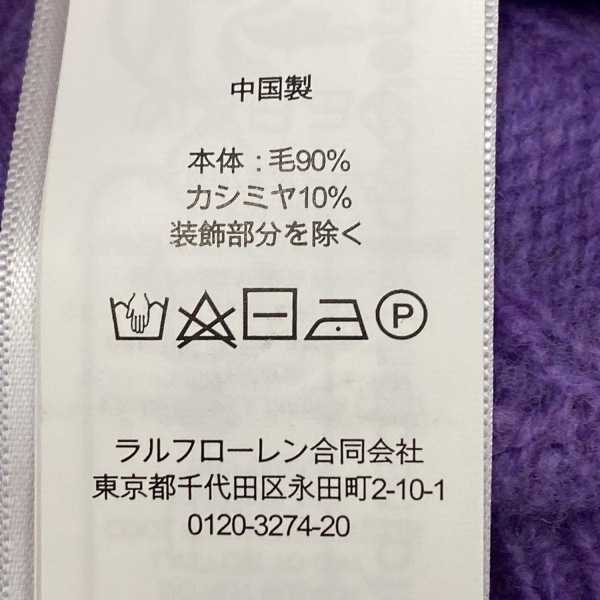 中国製
本体：毛90%
カシミヤ10%
装飾部分を除く
P
ラルフローレン合同会社
東京都千代田区永田町2-10-1
0120-3274-20